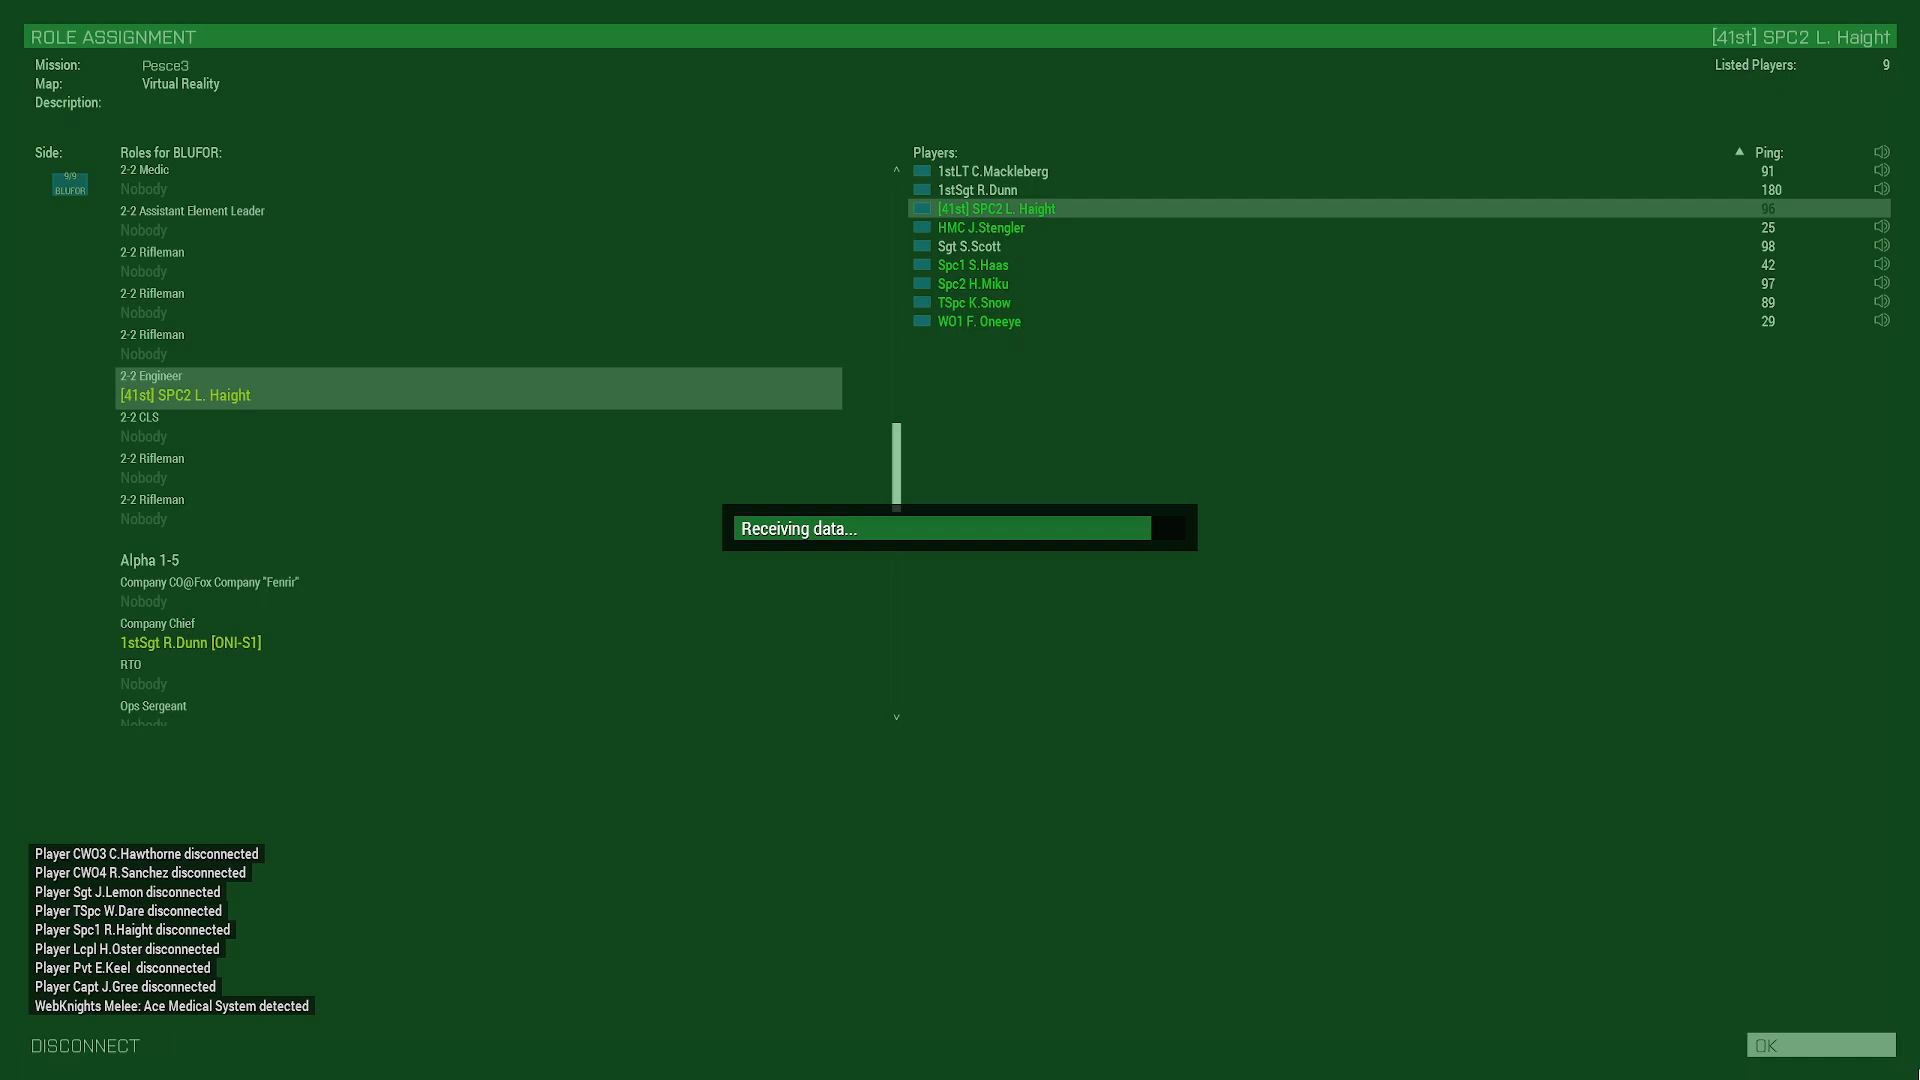 ROLE ASSIGNMENT
[41st] SPC2 L. Haight
Mission: Pesce3
Listed Players: 9
Map: Virtual Reality
Description:
Side:
9/9
BLUFOR
Roles for BLUFOR:
2-2 Medic
Nobody
2-2 Assistant Element Leader
Nobody
2-2 Rifleman
Nobody
2-2 Rifleman
Nobody
2-2 Rifleman
Nobody
2-2 Engineer
[41st] SPC2 L. Haight
2-2 CLS
Nobody
2-2 Rifleman
Nobody
2-2 Rifleman
Nobody
Alpha 1-5
Company CO@Fox Company "Fenrir"
Nobody
Company Chief
1stSgt R.Dunn [ONI-S1]
RTO
Nobody
Ops Sergeant
Nobody
Players: Ping:
1stLT C.Mackleberg 91
1stSgt R.Dunn 180
[41st] SPC2 L. Haight 96
HMC J.Stengler 25
Sgt S.Scott 98
Spc1 S.Haas 42
Spc2 H.Miku 97
TSpc K.Snow 89
WO1 F. Oneeye 29
Receiving data...
Player CWO3 C.Hawthorne disconnected
Player CWO4 R.Sanchez disconnected
Player Sgt J.Lemon disconnected
Player TSpc W.Dare disconnected
Player Spc1 R.Haight disconnected
Player Lcpl H.Oster disconnected
Player Pvt E.Keel disconnected
Player Capt J.Gree disconnected
WebKnights Melee: Ace Medical System detected
DISCONNECT
OK